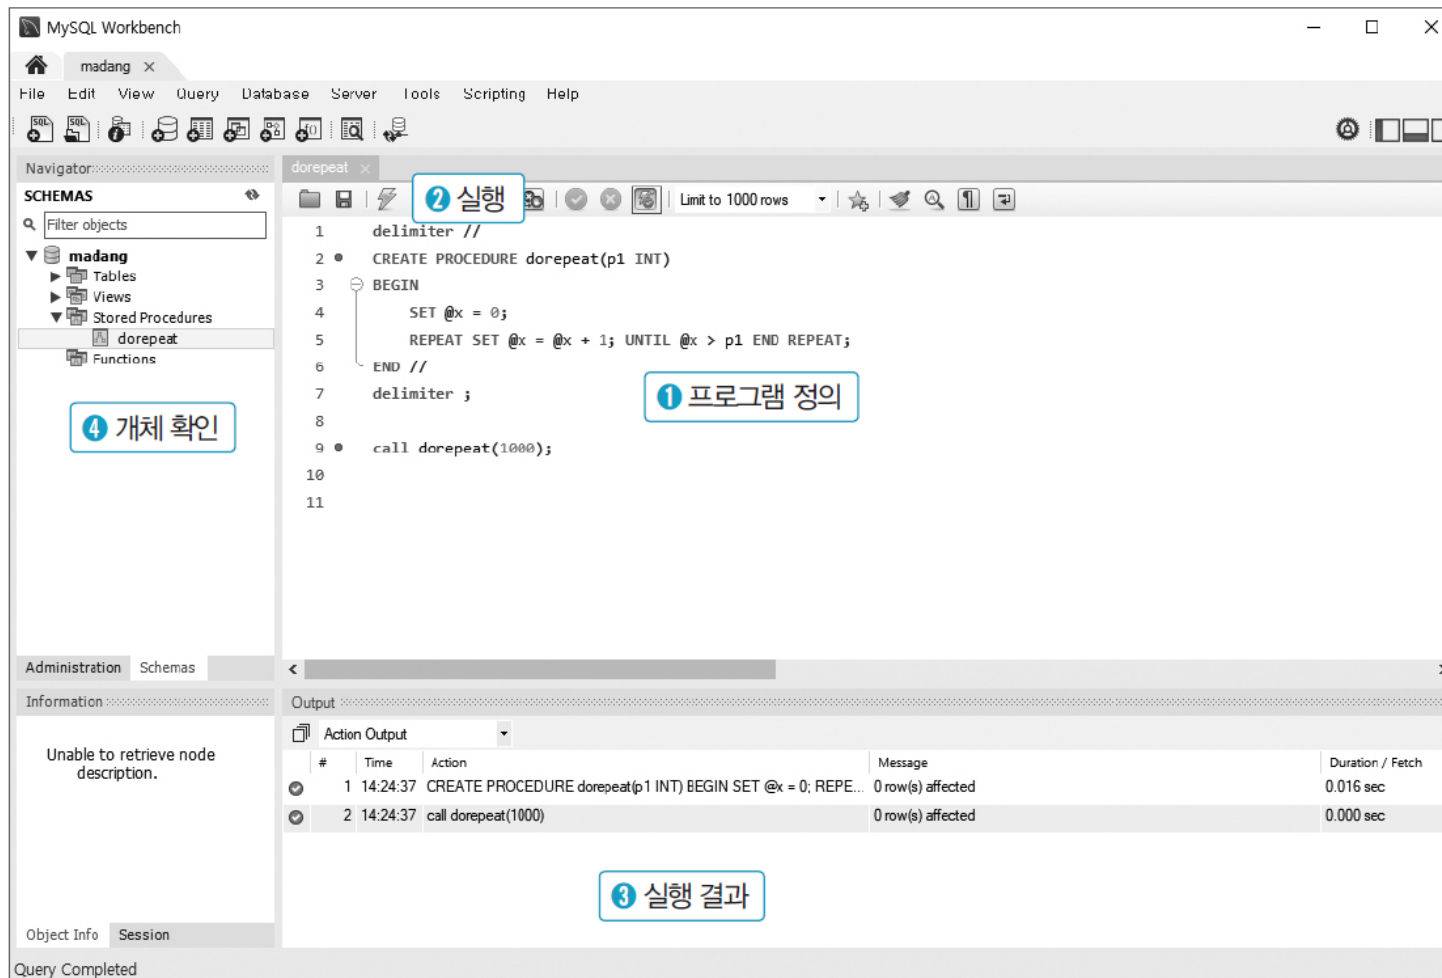 MySQL Workbench
madang
File Edit View Query Database Server Tools Scripting Help
Navigator
SCHEMAS
Filter objects
madang
Tables
Views
Stored Procedures
dorepeat
Functions
❹ 개체 확인
Administration Schemas
Information
Unable to retrieve node
description.
Object Info Session
dorepeat
❷ 실행
Limit to 1000 rows
1 delimiter //
2 CREATE PROCEDURE dorepeat(p1 INT)
3 BEGIN
4 SET @x = 0;
5 REPEAT SET @x = @x + 1; UNTIL @x > p1 END REPEAT;
6 END //
7 delimiter ;
8
9 call dorepeat(1000);
10
11
❶ 프로그램 정의
Output
Action Output
# Time Action Message Duration / Fetch
1 14:24:37 CREATE PROCEDURE dorepeat(p1 INT) BEGIN SET @x = 0; REPE... 0 row(s) affected 0.016 sec
2 14:24:37 call dorepeat(1000) 0 row(s) affected 0.000 sec
❸ 실행 결과
Query Completed